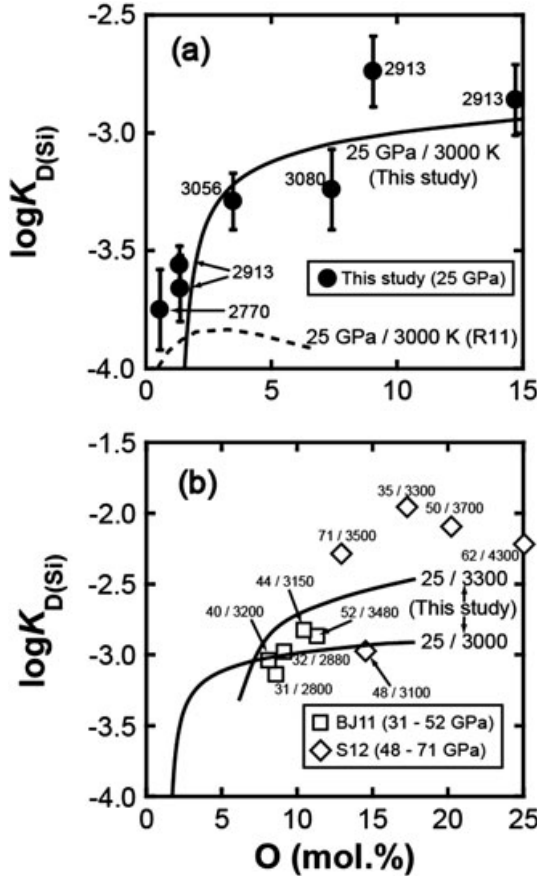 (a)
-2.5
-3.0
-3.5
-4.0
logK_D(Si)
2913
2913
3056
3080
25 GPa / 3000 K
(This study)
2913
2770
This study (25 GPa)
25 GPa / 3000 K (R11)
0
5
10
15
(b)
-1.5
-2.0
-2.5
-3.0
-3.5
-4.0
logK_D(Si)
35 / 3300
50 / 3700
71 / 3500
62 / 4300
44 / 3150
25 / 3300
(This study)
40 / 3200
52 / 3480
25 / 3000
32 / 2880
31 / 2800
48 / 3100
BJ11 (31 - 52 GPa)
S12 (48 - 71 GPa)
0
5
10
15
20
25
O (mol.%)